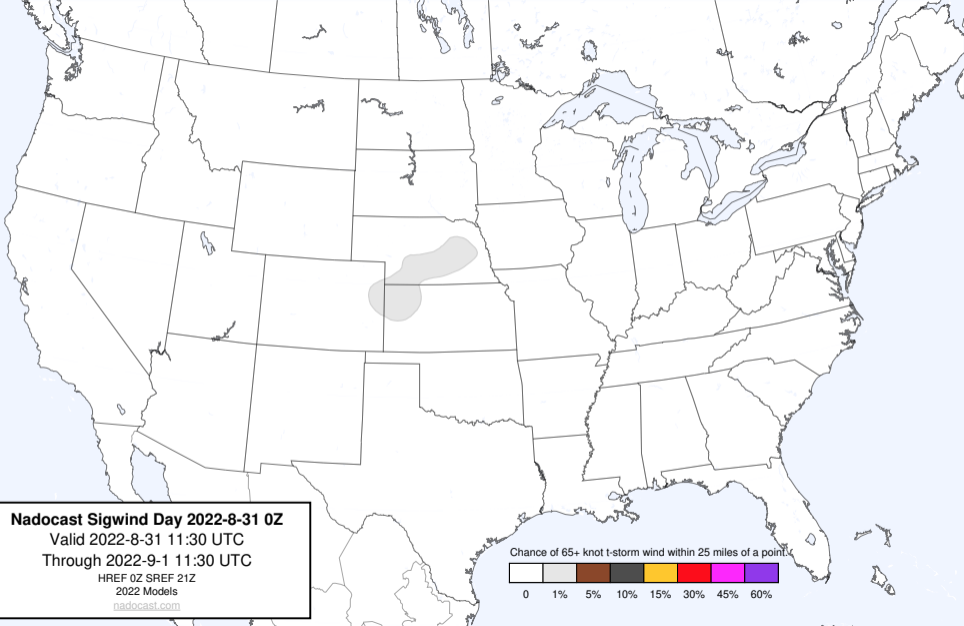 Nadocast Sigwind Day 2022-8-31 0Z
Valid 2022-8-31 11:30 UTC
Through 2022-9-1 11:30 UTC
HREF 0Z SREF 21Z
2022 Models
nadocast.com
Chance of 65+ knot t-storm wind within 25 miles of a point.
0 1% 5% 10% 15% 30% 45% 60%